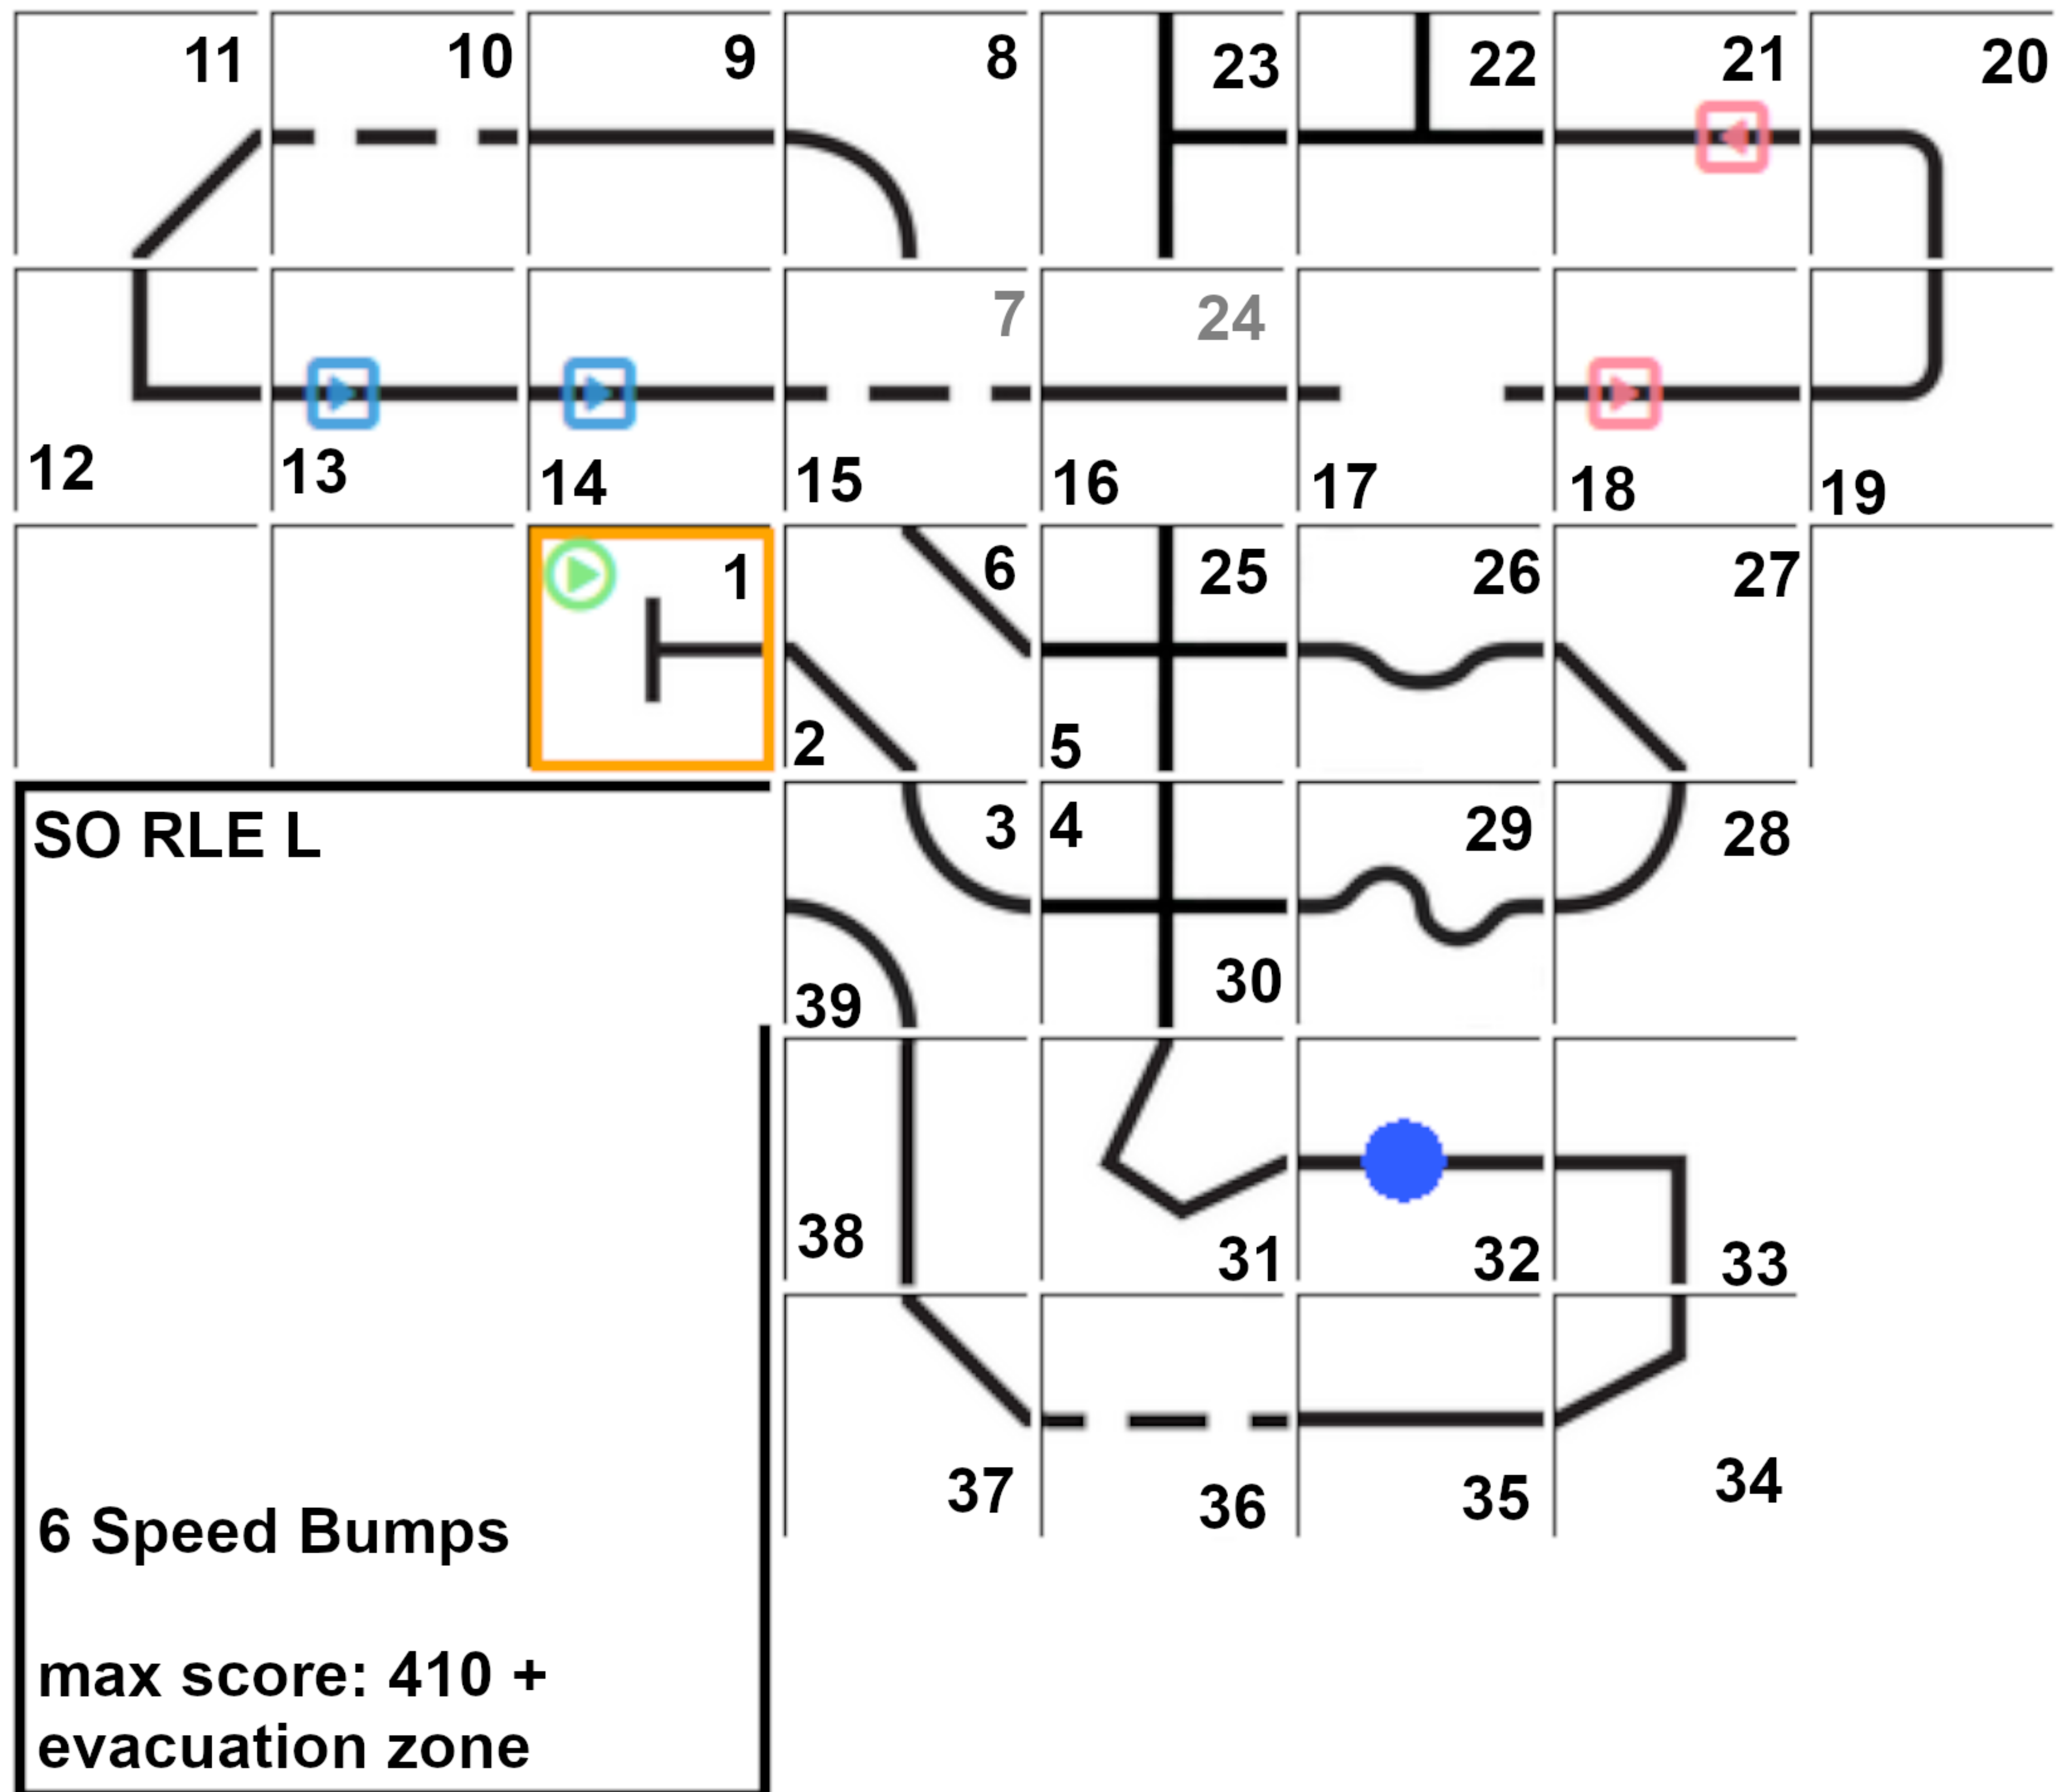 11 10 9 8 23 22 21 20
7 24
12 13 14 15 16 17 18 19
1 6 25 26 27
2 5
SO RLE L 3 4 29 28
39 30
38 31 32 33
37 36 35 34
6 Speed Bumps
max score: 410 +
evacuation zone